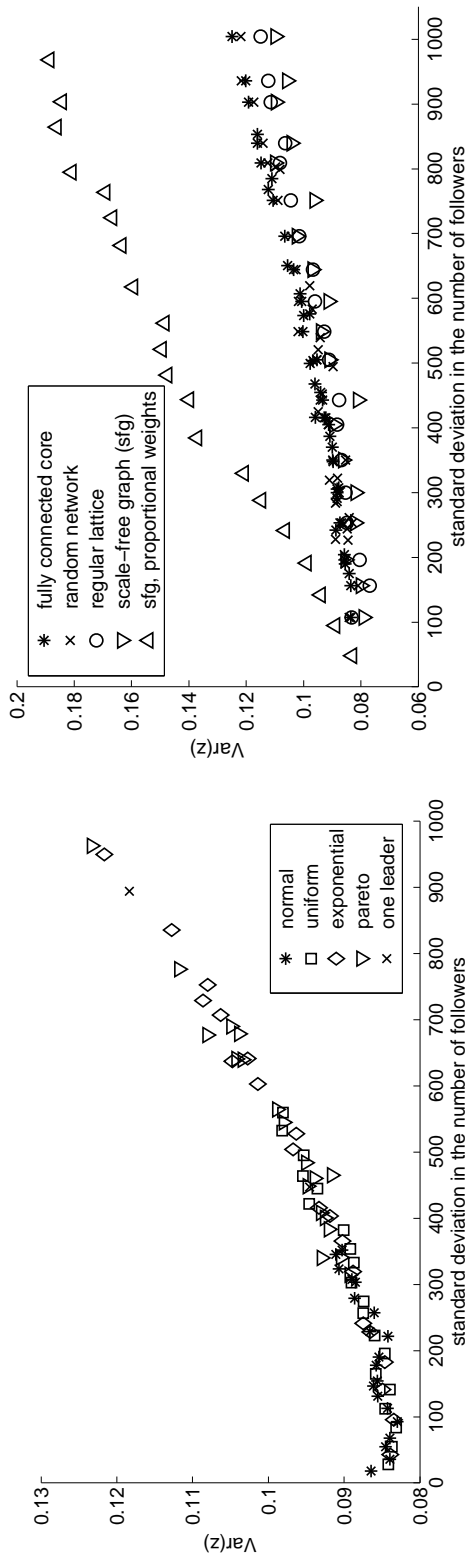 0.13
0.12
0.11
0.1
0.09
0.08
Var(z)
0
100
200
300
400
500
600
700
800
900
1000
standard deviation in the number of followers
normal
uniform
exponential
pareto
one leader
0.2
0.18
0.16
0.14
0.12
0.1
0.08
0.06
Var(z)
0
100
200
300
400
500
600
700
800
900
1000
standard deviation in the number of followers
fully connected core
random network
regular lattice
scale−free graph (sfg)
sfg, proportional weights